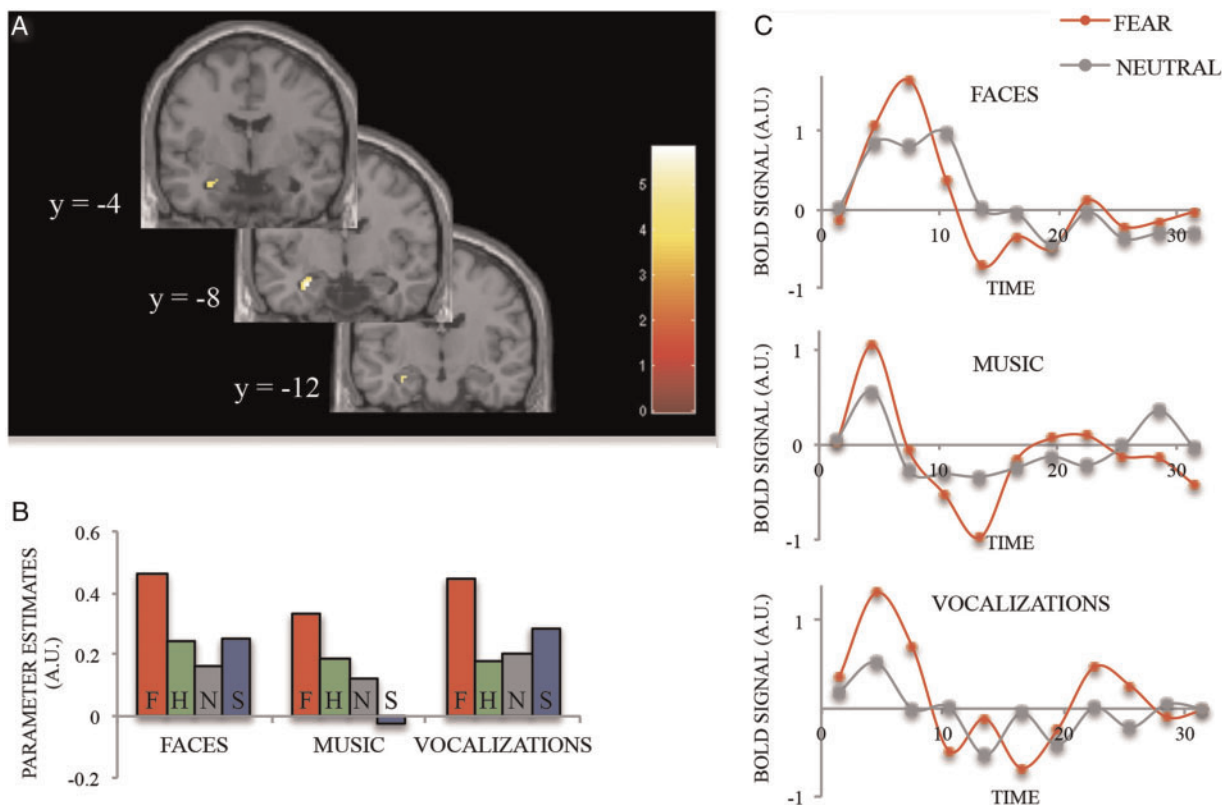 A
y = -4
y = -8
y = -12
5
4
3
2
1
0
B
PARAMETER ESTIMATES
(A.U.)
0.6
0.4
0.2
0
-0.2
F H N S
F H N S
F H N S
FACES MUSIC VOCALIZATIONS
C
FEAR
NEUTRAL
FACES
BOLD SIGNAL (A.U.)
1
0
-1
0 10 20 30
TIME
MUSIC
BOLD SIGNAL (A.U.)
1
0
-1
0 10 20 30
TIME
VOCALIZATIONS
BOLD SIGNAL (A.U.)
1
-1
0 10 20 30
TIME